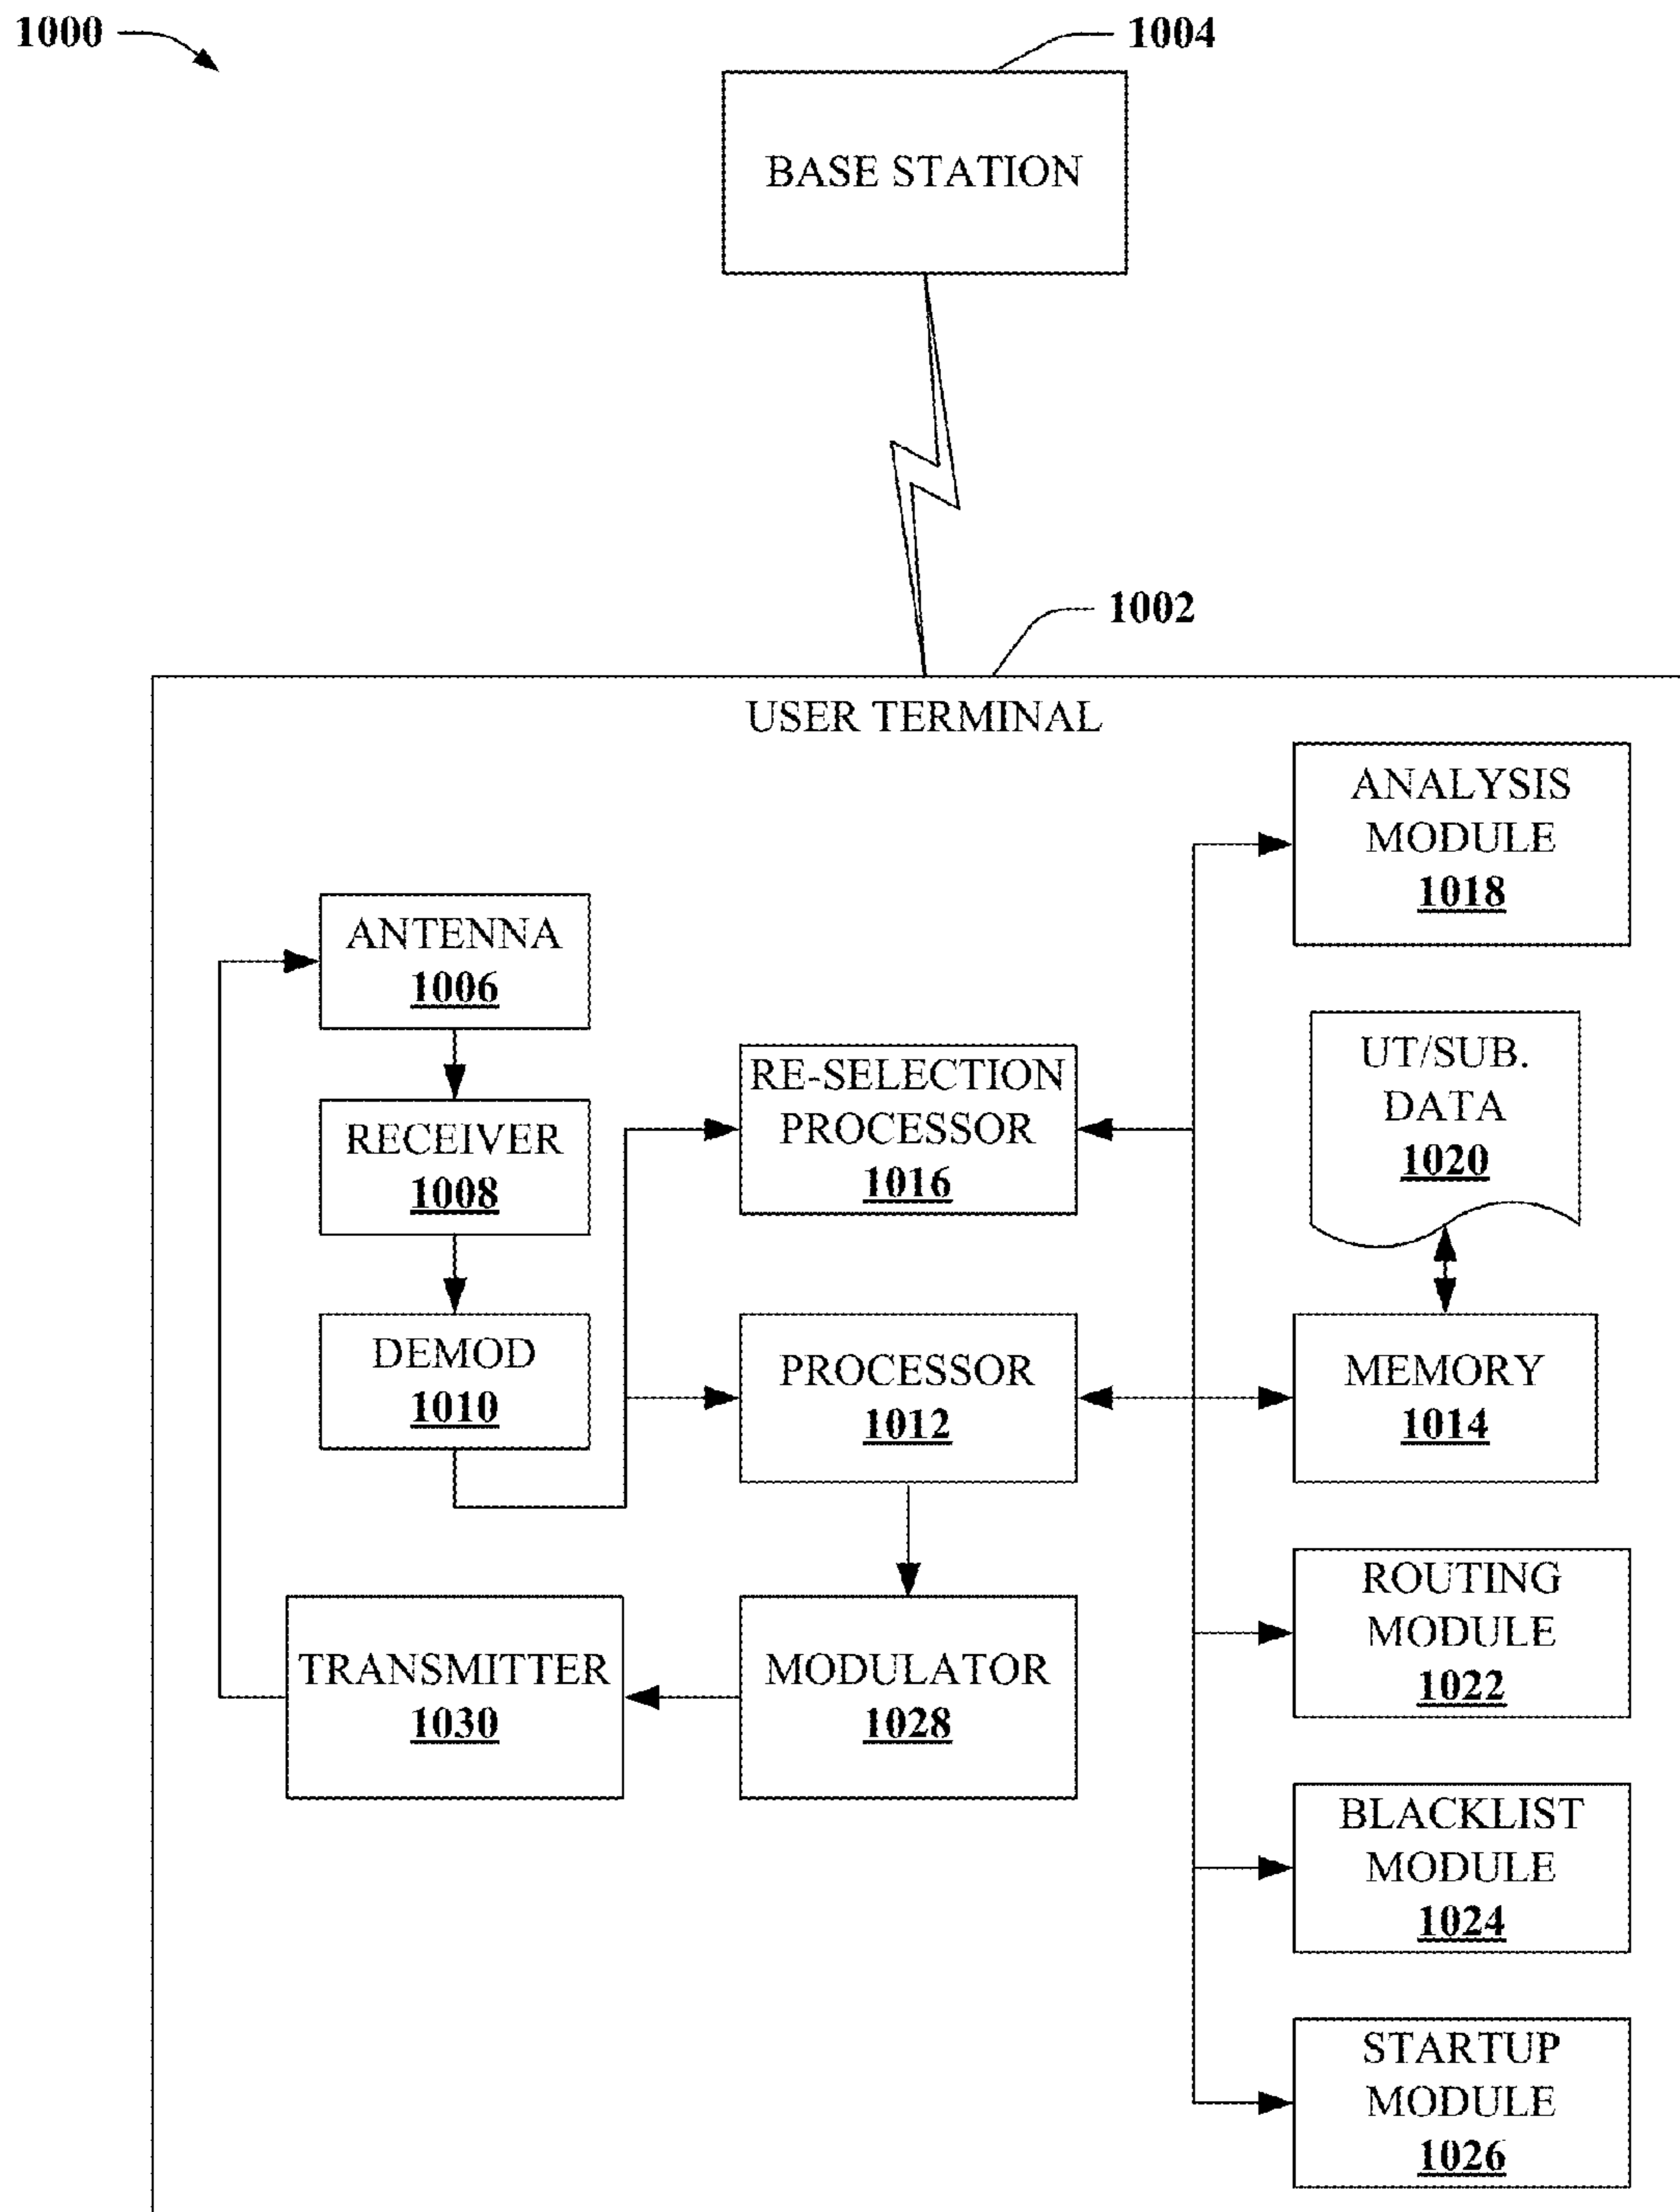 1000
1004
BASE STATION
1002
USER TERMINAL
ANALYSIS
MODULE
1018
ANTENNA
1006
UT/SUB.
DATA
1020
RE-SELECTION
PROCESSOR
1016
RECEIVER
1008
DEMOD
1010
PROCESSOR
1012
MEMORY
1014
ROUTING
MODULE
1022
TRANSMITTER
1030
MODULATOR
1028
BLACKLIST
MODULE
1024
STARTUP
MODULE
1026